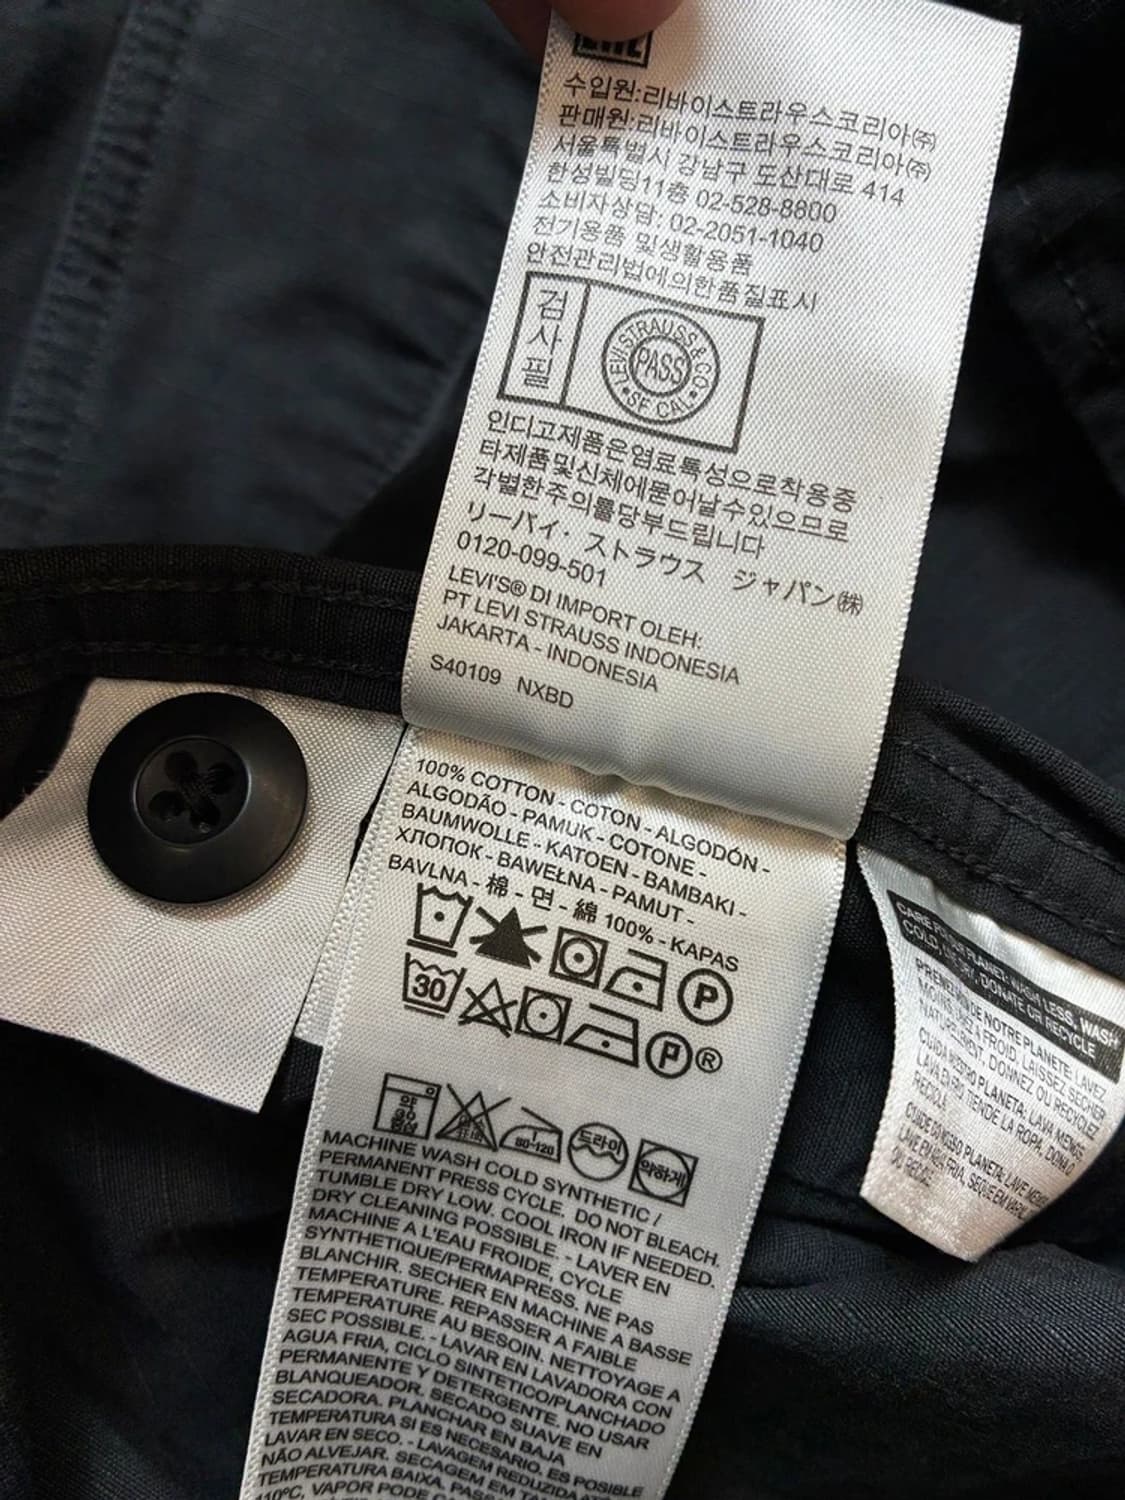 수입원:리바이스트라우스코리아(주)
판매원:리바이스트라우스코리아(주)
서울특별시 강남구 도산대로 414
한성빌딩11층 02-528-8800
소비자상담: 02-2051-1040
전기용품 및생활용품
안전관리법에의한품질표시
검사필
LEVI STRAUSS & CO.
PASS
SF CAL
인디고제품은염료특성으로착용중
타제품및신체에묻어날수있으므로
각별한주의를당부드립니다
リーバイ・ストラウス ジャパン㈱
0120-099-501
LEVI'S® DI IMPORT OLEH:
PT LEVI STRAUSS INDONESIA
JAKARTA - INDONESIA
S40109 NXBD
100% COTTON - COTON - ALGODÓN -
ALGODÃO - PAMUK - COTONE -
BAUMWOLLE - KATOEN - BAMBAKI -
ХЛОПОК - BAWEŁNA - PAMUT -
BAVLNA - 棉 - 면 - 綿 100% - KAPAS
P
30
P ®
약
80-120
드라이
약하게
MACHINE WASH COLD SYNTHETIC /
PERMANENT PRESS CYCLE. DO NOT BLEACH.
TUMBLE DRY LOW. COOL IRON IF NEEDED.
DRY CLEANING POSSIBLE. - LAVER EN
MACHINE A L'EAU FROIDE, CYCLE
SYNTHETIQUE/PERMAPRESS. NE PAS
BLANCHIR. SECHER EN MACHINE A BASSE
TEMPERATURE. REPASSER A FAIBLE
TEMPERATURE AU BESOIN. NETTOYAGE A
SEC POSSIBLE. - LAVAR EN LAVADORA CON
AGUA FRIA, CICLO SINTETICO/PLANCHADO
PERMANENTE Y DETERGENTE. NO USAR
BLANQUEADOR. SECADO SUAVE EN
SECADORA. PLANCHAR EN BAJA
TEMPERATURA SI ES NECESARIO. ES POSIBLE
LAVAR EN SECO. - LAVAGEM REDUZIDA
NÃO ALVEJAR. SECAGEM EM
TEMPERATURA BAIXA.
110ºC, VAPOR PODE
CARE FOR OUR PLANET: WASH LESS, WASH
COLD, LINE DRY, DONATE OR RECYCLE
PRENEZ SOIN DE NOTRE PLANETE: LAVEZ
MOINS, LAVEZ A FROID, LAISSEZ SECHER
NATURELLEMENT, DONNEZ OU RECYCLEZ
CUIDA NUESTRO PLANETA: LAVA MENOS,
LAVA EN FRIO, TIENDE LA ROPA, DONA O
RECICLE
CUIDE DO NOSSO PLANETA: LAVE MENOS,
LAVE EM AGUA FRIA, SEQUE EM VARAL,
OU RECICLE